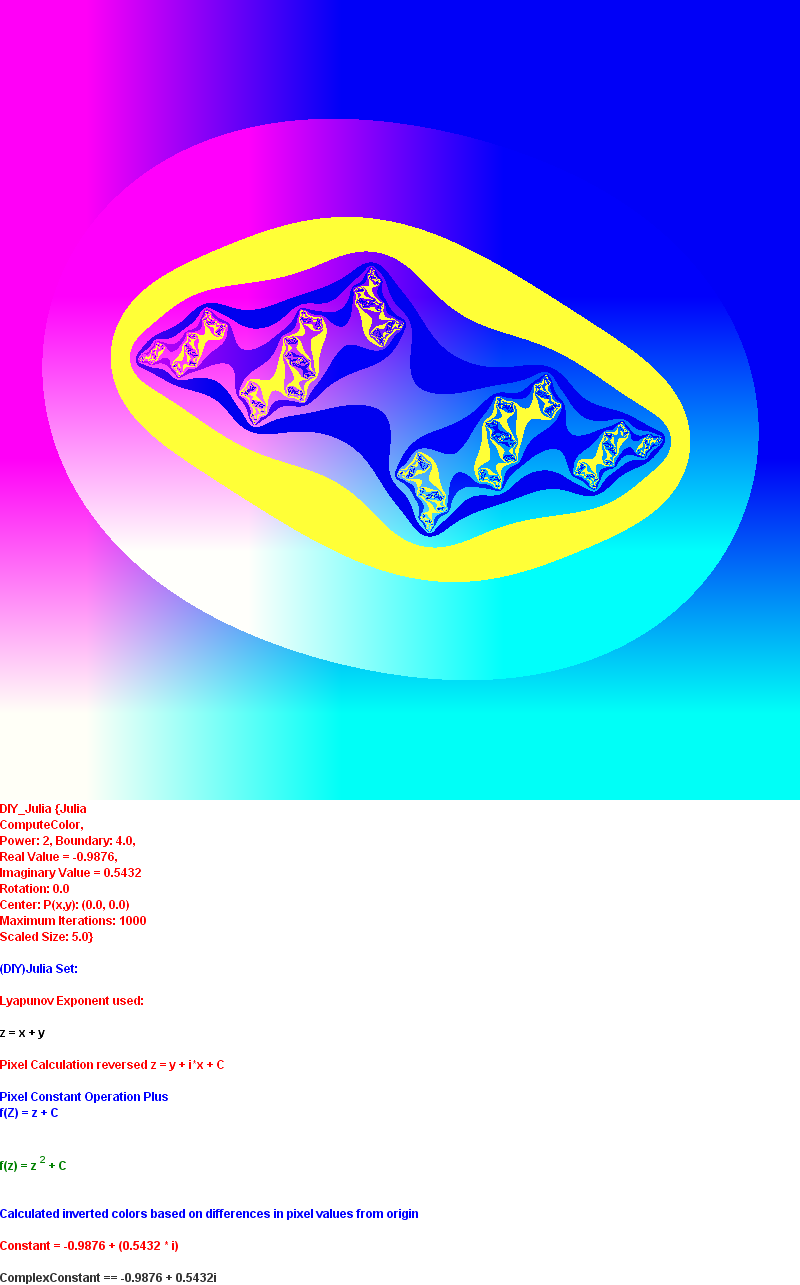 DIY_Julia {Julia
ComputeColor,
Power: 2, Boundary: 4.0,
Real Value = -0.9876,
Imaginary Value = 0.5432
Rotation: 0.0
Center: P(x,y): (0.0, 0.0)
Maximum Iterations: 1000
Scaled Size: 5.0}
(DIY)Julia Set:
Lyapunov Exponent used:
z = x + y
Pixel Calculation reversed z = y + i*x + C
Pixel Constant Operation Plus
f(Z) = z + C
f(z) = z 2 + C
Calculated inverted colors based on differences in pixel values from origin
Constant = -0.9876 + (0.5432 * i)
ComplexConstant == -0.9876 + 0.5432i